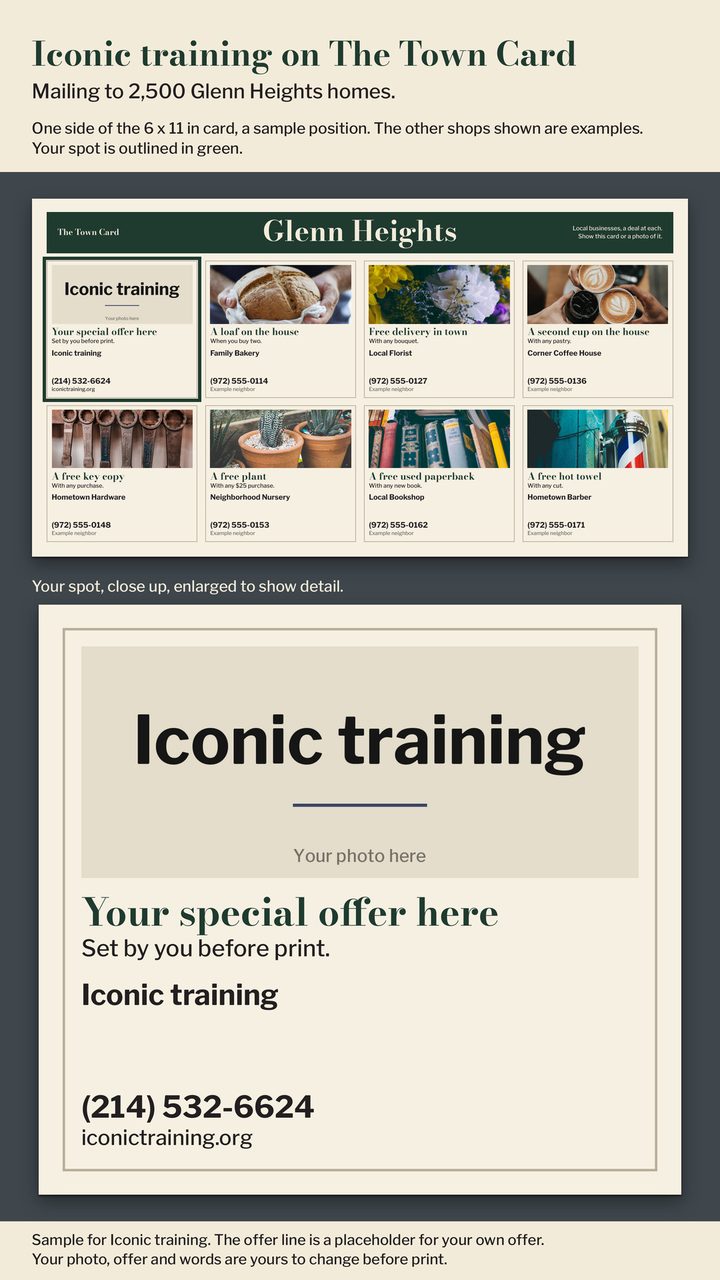 Iconic training on The Town Card
Mailing to 2,500 Glenn Heights homes.
One side of the 6 x 11 in card, a sample position. The other shops shown are examples.
Your spot is outlined in green.
The Town Card
Glenn Heights
Local businesses, a deal at each.
Show this card or a photo of it.
Iconic training
Your photo here
Your special offer here
Set by you before print.
Iconic training
(214) 532-6624
iconictraining.org
A loaf on the house
When you buy two.
Family Bakery
(972) 555-0114
Example neighbor
Free delivery in town
With any bouquet.
Local Florist
(972) 555-0127
Example neighbor
A second cup on the house
With any pastry.
Corner Coffee House
(972) 555-0136
Example neighbor
A free key copy
With any purchase.
Hometown Hardware
(972) 555-0148
Example neighbor
A free plant
With any $25 purchase.
Neighborhood Nursery
(972) 555-0153
Example neighbor
A free used paperback
With any new book.
Local Bookshop
(972) 555-0162
Example neighbor
A free hot towel
With any cut.
Hometown Barber
(972) 555-0171
Example neighbor
Your spot, close up, enlarged to show detail.
Iconic training
Your photo here
Your special offer here
Set by you before print.
Iconic training
(214) 532-6624
iconictraining.org
Sample for Iconic training. The offer line is a placeholder for your own offer.
Your photo, offer and words are yours to change before print.